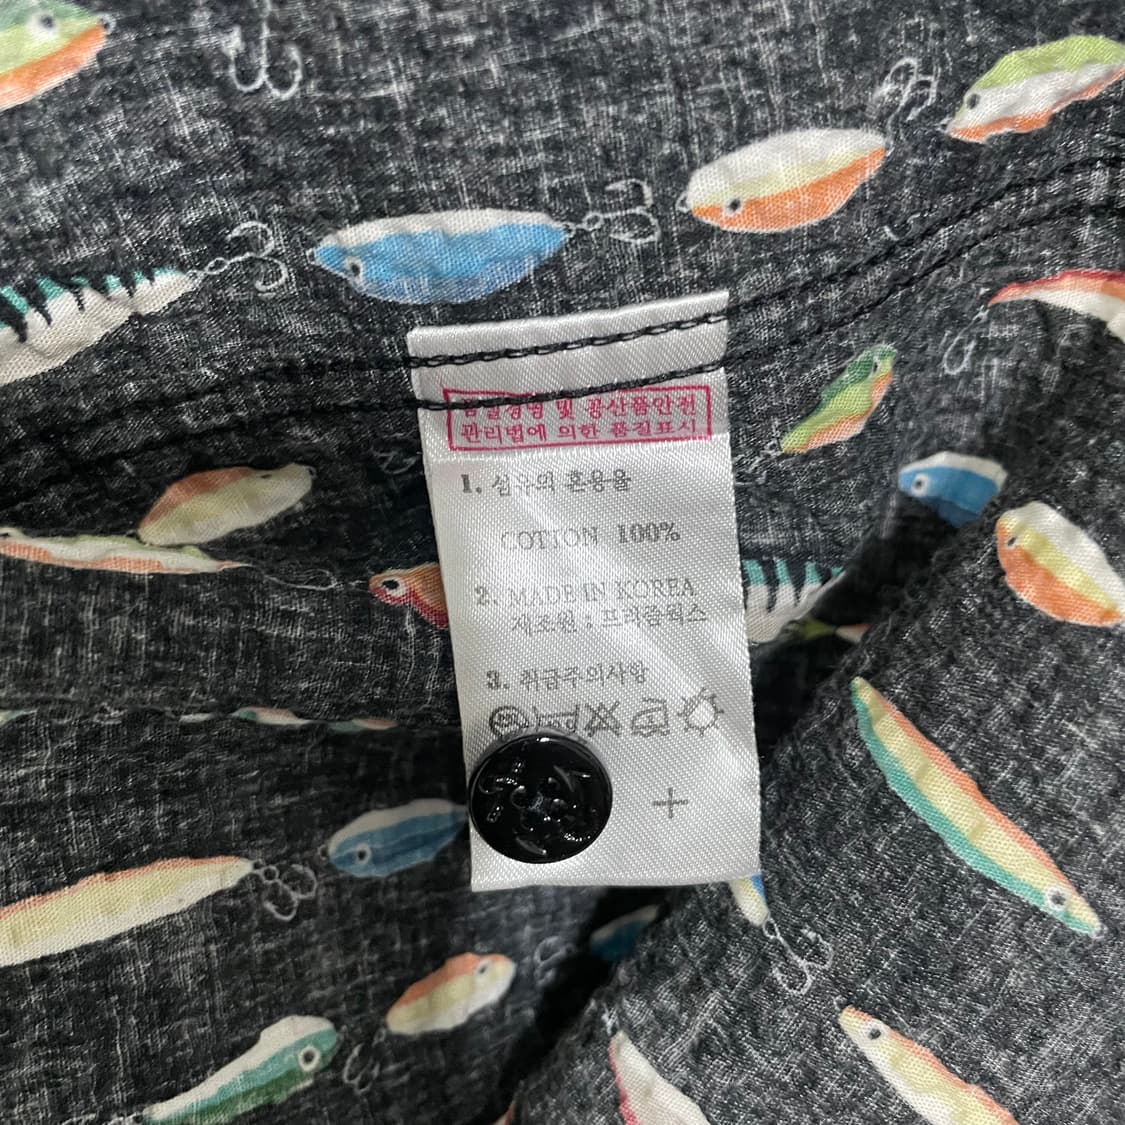 품질경영 및 공산품안전
관리법에 의한 품질표시
1. 섬유의 혼용율
COTTON 100%
2. MADE IN KOREA
제조원 : 프리즘웍스
3. 취급주의사항